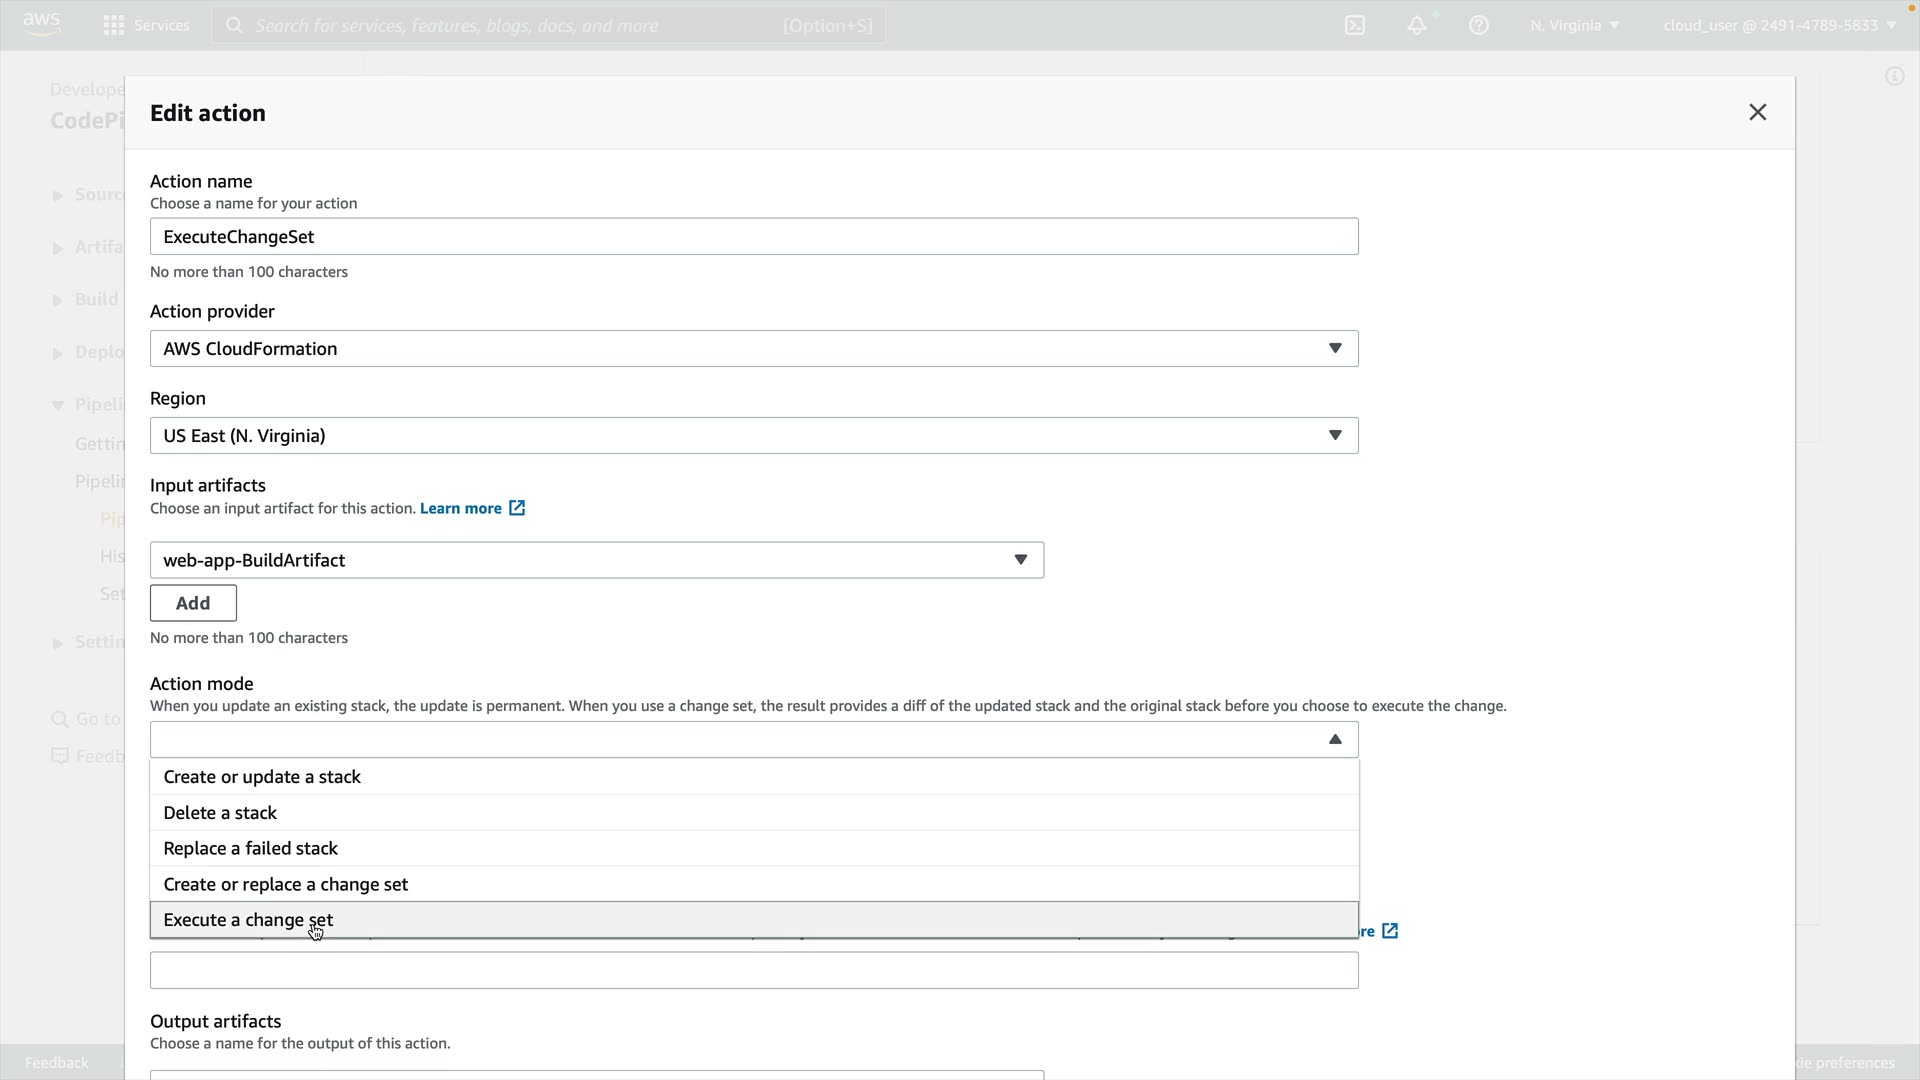 aws
Services
Search for services, features, blogs, docs, and more
[Option+S]
N. Virginia
cloud_user @ 2491-4789-5833
Develope
CodePi
Sourc
Artifa
Build
Deplo
Pipeli
Gettin
Pipelin
Pip
His
Set
Settin
Go to
Feedb
Edit action
Action name
Choose a name for your action
ExecuteChangeSet
No more than 100 characters
Action provider
AWS CloudFormation
Region
US East (N. Virginia)
Input artifacts
Choose an input artifact for this action. Learn more
web-app-BuildArtifact
Add
No more than 100 characters
Action mode
When you update an existing stack, the update is permanent. When you use a change set, the result provides a diff of the updated stack and the original stack before you choose to execute the change.
Create or update a stack
Delete a stack
Replace a failed stack
Create or replace a change set
Execute a change set
re
Output artifacts
Choose a name for the output of this action.
Feedback
kie preferences